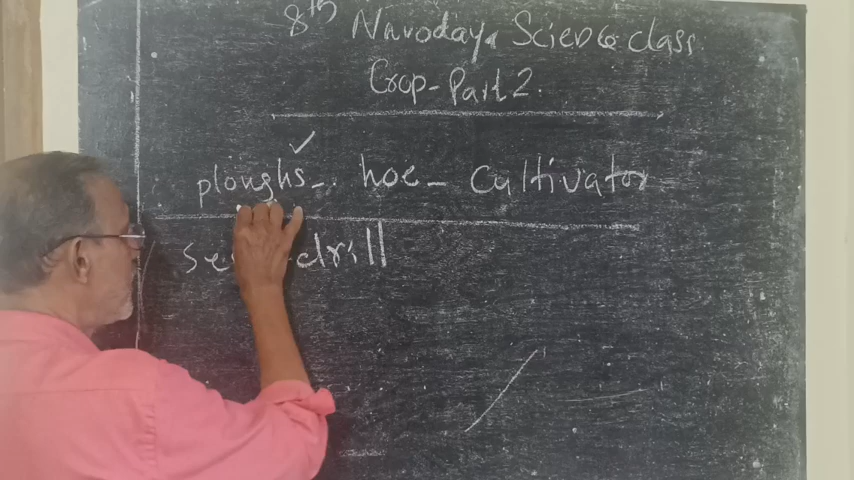 8th Navodaya Science class
Crop-Part 2.
ploughs - hoe - Cultivator
drill